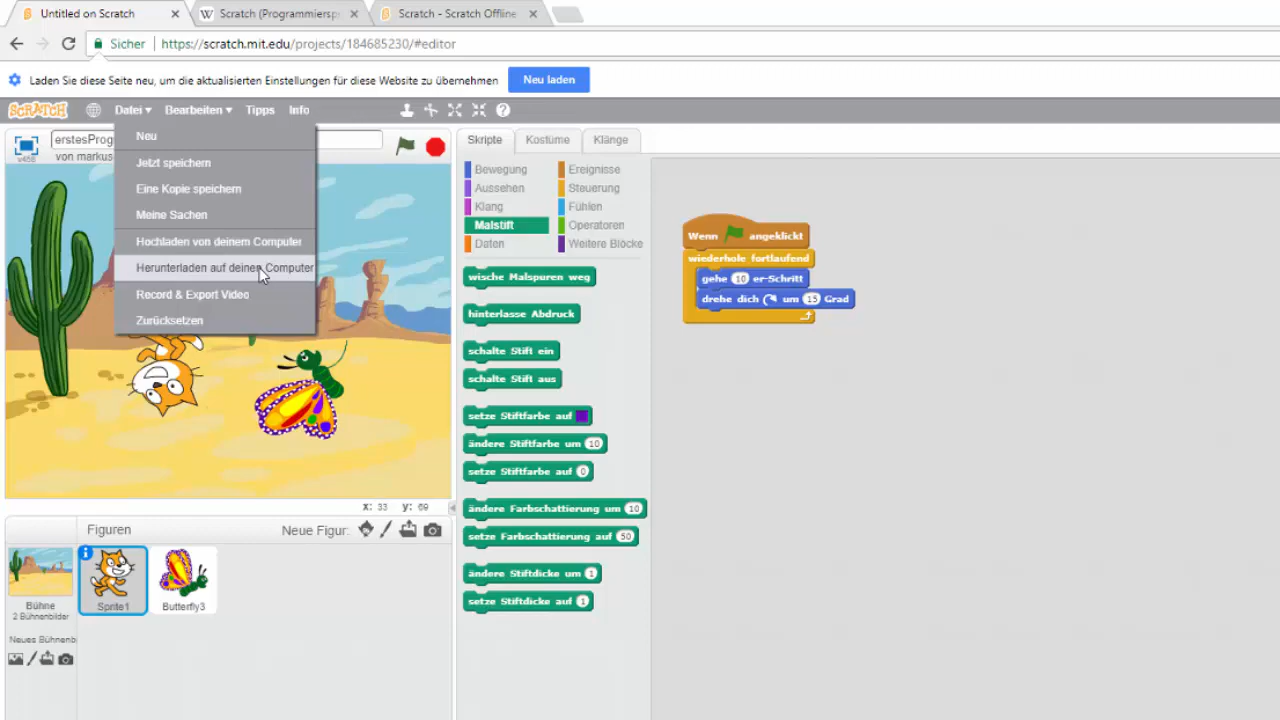 Untitled on Scratch
Scratch (Programmiersp
Scratch - Scratch Offline
Sicher
https://scratch.mit.edu/projects/184685230/#editor
Laden Sie diese Seite neu, um die aktualisierten Einstellungen für diese Website zu übernehmen
Neu laden
SCRATCH
Datei
Bearbeiten
Tipps
Info
v458
erstesProg
von markus
Neu
Jetzt speichern
Eine Kopie speichern
Meine Sachen
Hochladen von deinem Computer
Herunterladen auf deinen Computer
Record & Export Video
Zurücksetzen
x: 33 y: 69
Figuren
Neue Figur:
Bühne
2 Bühnenbilder
Sprite1
Butterfly3
Neues Bühnenb
Skripte
Kostüme
Klänge
Bewegung
Ereignisse
Aussehen
Steuerung
Klang
Fühlen
Malstift
Operatoren
Daten
Weitere Blöcke
wische Malspuren weg
hinterlasse Abdruck
schalte Stift ein
schalte Stift aus
setze Stiftfarbe auf
ändere Stiftfarbe um 10
setze Stiftfarbe auf 0
ändere Farbschattierung um 10
setze Farbschattierung auf 50
ändere Stiftdicke um 1
setze Stiftdicke auf 1
Wenn angeklickt
wiederhole fortlaufend
gehe 10 er-Schritt
drehe dich um 15 Grad